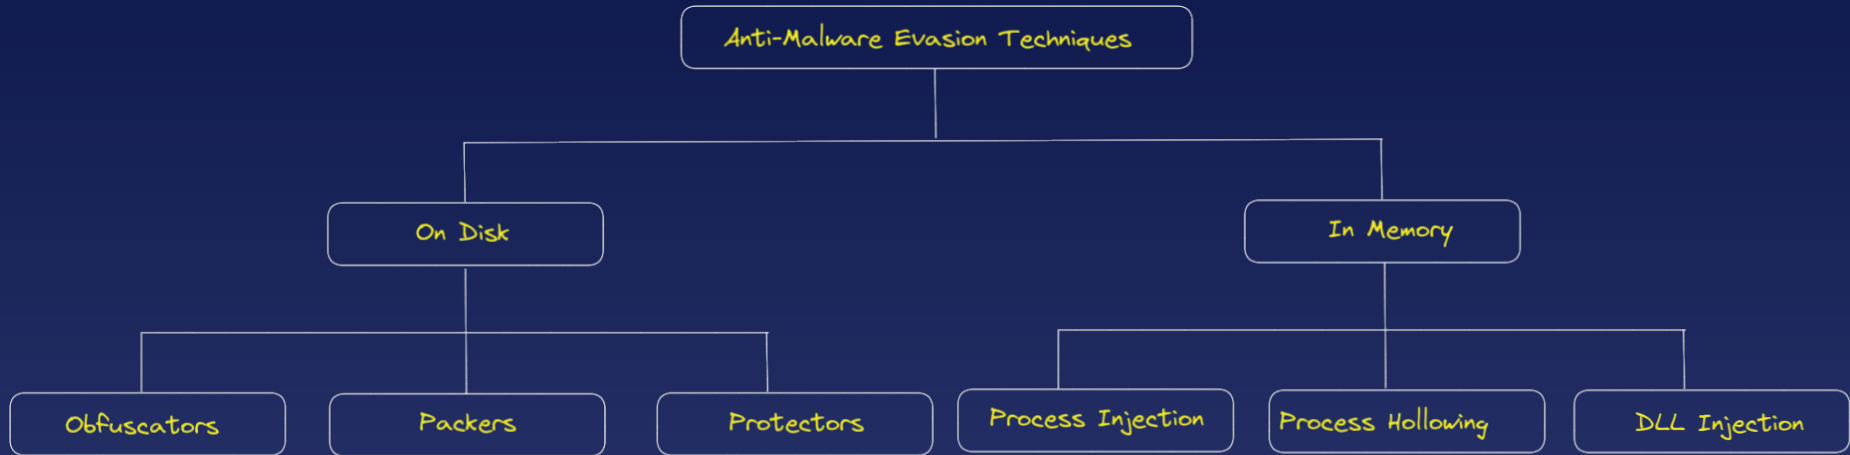 Anti-Malware Evasion Techniques
On Disk
In Memory
Obfuscators
Packers
Protectors
Process Injection
Process Hollowing
DLL Injection